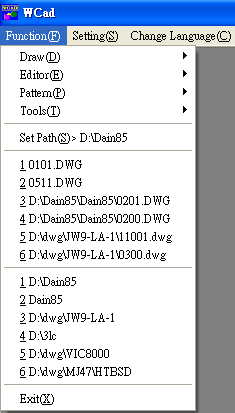 WCAD WCad
Function(F) Setting(S) Change Language(C)
Draw(D)
Editor(E)
Pattern(P)
Tools(T)
Set Path(S)> D:\Dain85
1 0101.DWG
2 0511.DWG
3 D:\Dain85\Dain85\0201.DWG
4 D:\Dain85\Dain85\0200.DWG
5 D:\dwg\JW9-LA-1\11001.dwg
6 D:\dwg\JW9-LA-1\0300.dwg
1 D:\Dain85
2 Dain85
3 D:\dwg\JW9-LA-1
4 D:\3lc
5 D:\dwg\VIC8000
6 D:\dwg\MJ47\HTBSD
Exit(X)